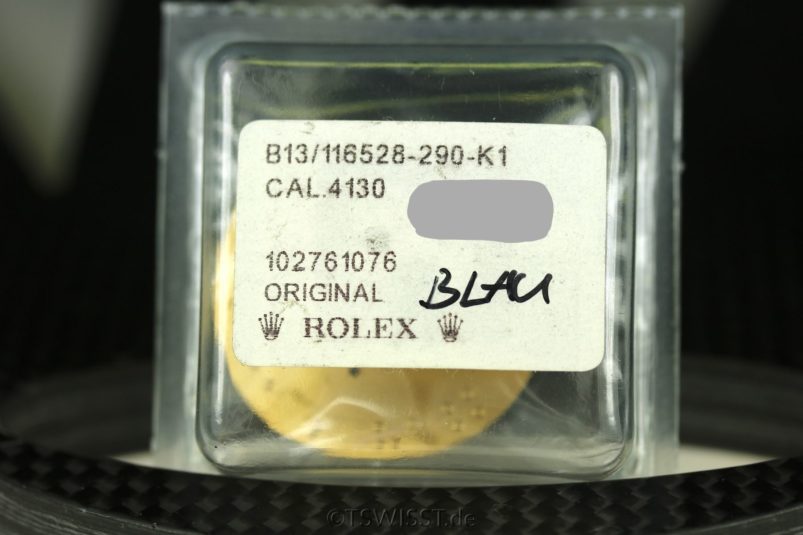 B13/116528-290-K1
CAL.4130
102761076
ORIGINAL BLAU
ROLEX
©TSWISST.de